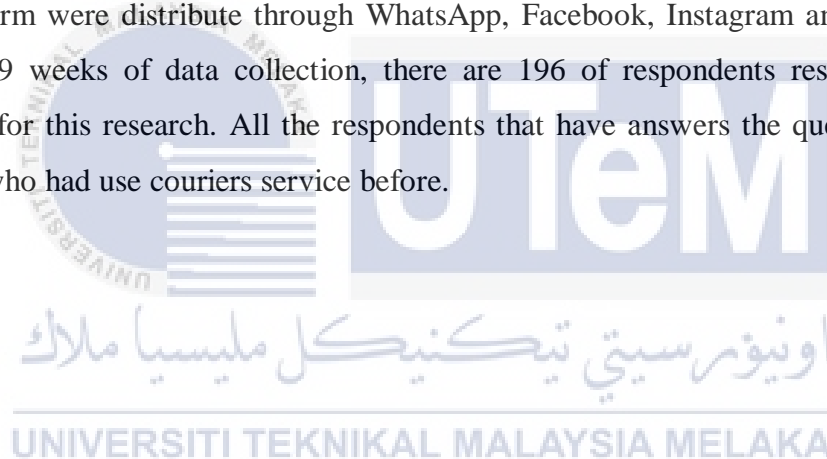 rm were distribute through WhatsApp, Facebook, Instagram an
9 weeks of data collection, there are 196 of respondents res
for this research. All the respondents that have answers the que
who had use couriers service before.
UTeM
اونيۏرسيتي تيكنيكل مليسيا ملاك
UNIVERSITI TEKNIKAL MALAYSIA MELAKA